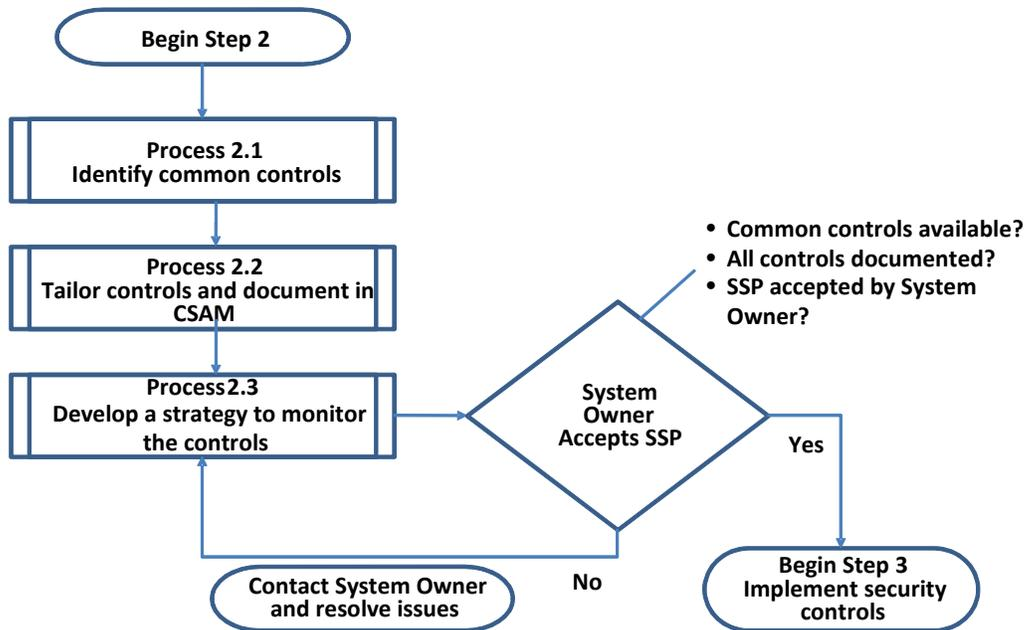 Begin Step 2
Process 2.1
Identify common controls
Process 2.2
Tailor controls and document in
CSAM
Process2.3
Develop a strategy to monitor
the controls
• Common controls available?
• All controls documented?
• SSP accepted by System
Owner?
System
Owner
Accepts SSP
Yes
No
Contact System Owner
and resolve issues
Begin Step 3
Implement security
controls